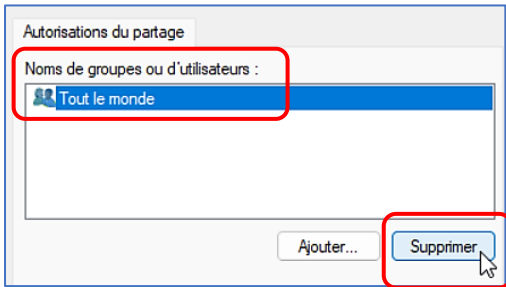 Autorisations du partage
Noms de groupes ou d'utilisateurs :
Tout le monde
Ajouter... Supprimer